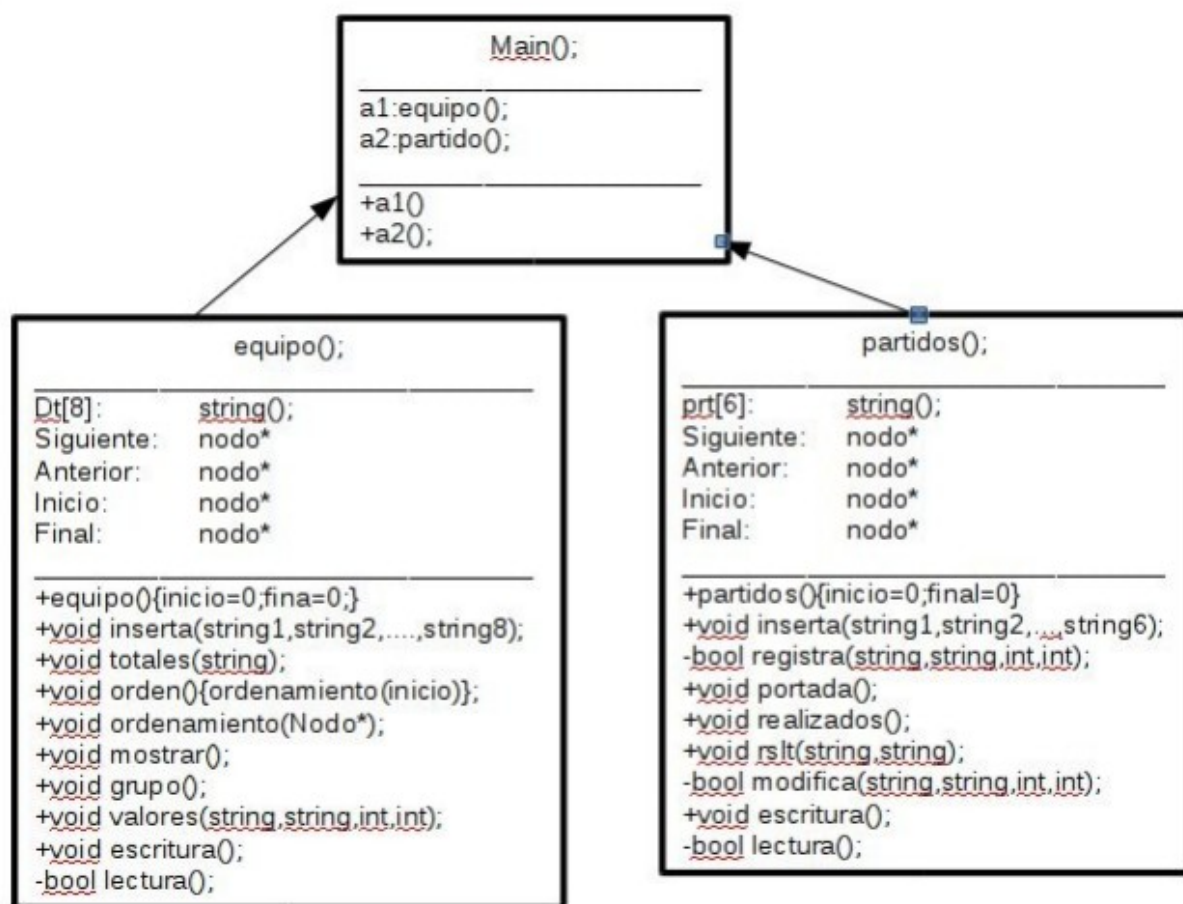 Main();
a1:equipo();
a2:partido();
+a1()
+a2();
equipo();
Dt[8]: string();
Siguiente: nodo*
Anterior: nodo*
Inicio: nodo*
Final: nodo*
+equipo(){inicio=0;fina=0;}
+void inserta(string1,string2,....,string8);
+void totales(string);
+void orden(){ordenamiento(inicio)};
+void ordenamiento(Nodo*);
+void mostrar();
+void grupo();
+void valores(string,string,int,int);
+void escritura();
-bool lectura();
partidos();
prt[6]: string();
Siguiente: nodo*
Anterior: nodo*
Inicio: nodo*
Final: nodo*
+partidos(){inicio=0;final=0}
+void inserta(string1,string2,....,string6);
-bool registra(string,string,int,int);
+void portada();
+void realizados();
+void rslt(string,string);
-bool modifica(string,string,int,int);
+void escritura();
-bool lectura();